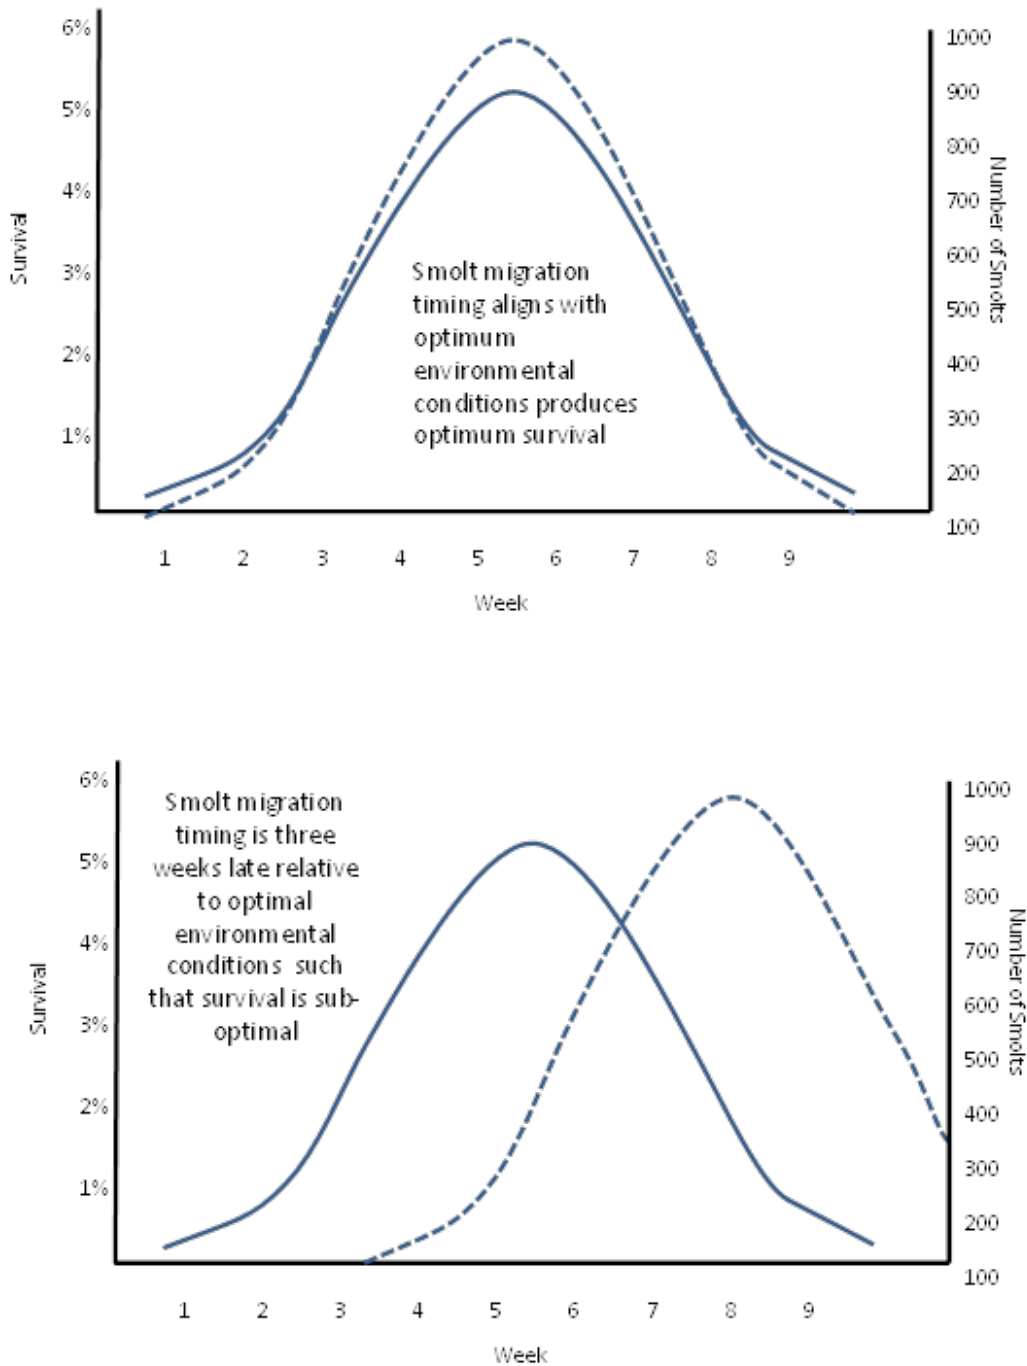 6%
5%
4%
3%
2%
1%
Survival
1000
900
800
700
600
500
400
300
200
100
Number of Smolts
Smolt migration
timing aligns with
optimum
environmental
conditions produces
optimum survival
1 2 3 4 5 6 7 8 9
Week
6%
5%
4%
3%
2%
1%
Survival
Smolt migration
timing is three
weeks late relative
to optimal
environmental
conditions such
that survival is sub-
optimal
1000
900
800
700
600
500
400
300
200
100
Number of Smolts
1 2 3 4 5 6 7 8 9
Week